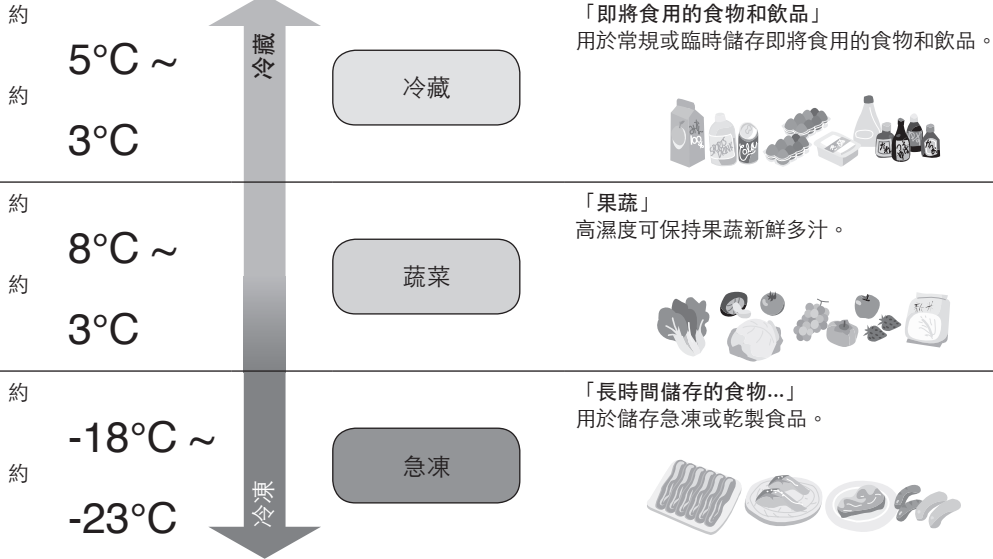 約
5°C ~
約
3°C
冷藏
冷藏
「即將食用的食物和飲品」
用於常規或臨時儲存即將食用的食物和飲品。
約
8°C ~
約
3°C
蔬菜
「果蔬」
高濕度可保持果蔬新鮮多汁。
約
-18°C ~
約
-23°C
冷凍
急凍
「長時間儲存的食物...」
用於儲存急凍或乾製食品。